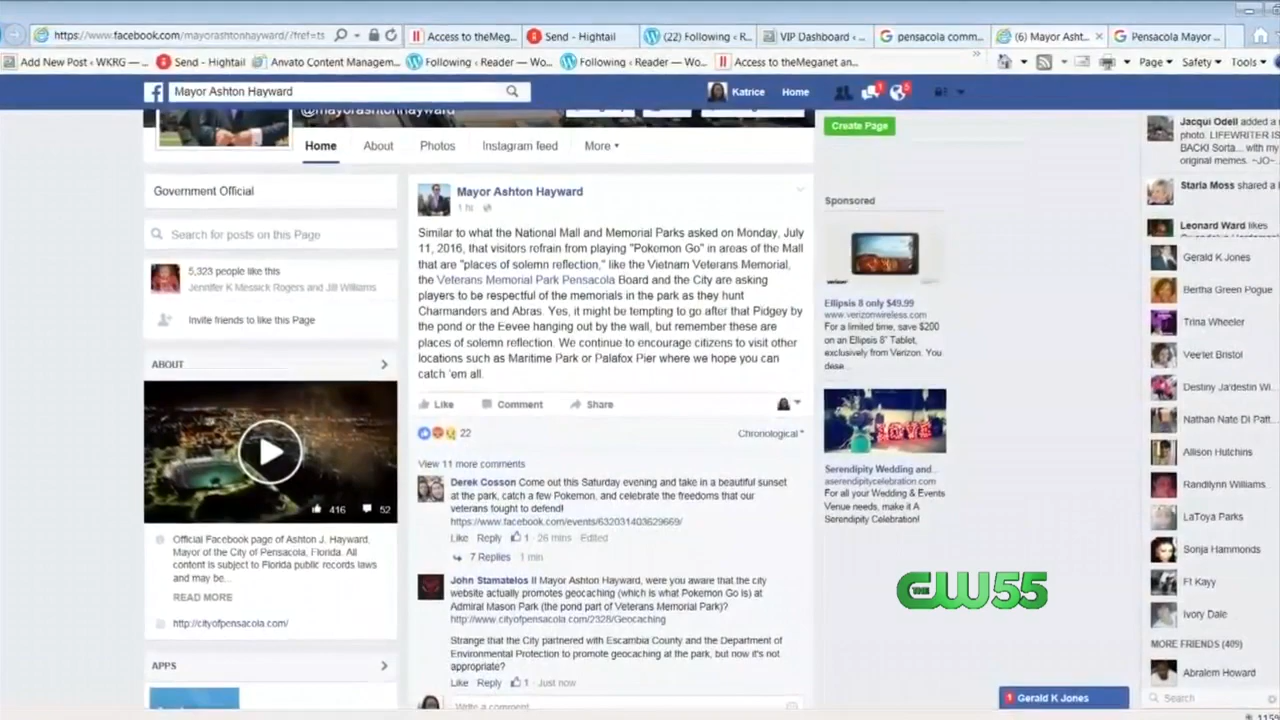 https://www.facebook.com/mayorashtonhayward/?fref=ts
Access to theMeg...
Send - Hightail
(22) Following ‹ R...
VIP Dashboard ‹ ...
pensacola comm...
(6) Mayor Asht...
Pensacola Mayor ...
Add New Post ‹ WKRG —...
Send - Hightail
Anvato Content Managem...
Following ‹ Reader — Wo...
Following ‹ Reader — Wo...
Access to theMeganet an...
Page
Safety
Tools
Mayor Ashton Hayward
Katrice
Home
@mayorashtonhayward
Home
About
Photos
Instagram feed
More
Create Page
Government Official
Search for posts on this Page
5,323 people like this
Jennifer K Messick Rogers and Jill Williams
Invite friends to like this Page
ABOUT
416
52
Official Facebook page of Ashton J. Hayward,
Mayor of the City of Pensacola, Florida. All
content is subject to Florida public records laws
and may be...
READ MORE
http://cityofpensacola.com/
APPS
Mayor Ashton Hayward
1 hr
Similar to what the National Mall and Memorial Parks asked on Monday, July
11, 2016, that visitors refrain from playing "Pokemon Go" in areas of the Mall
that are "places of solemn reflection," like the Vietnam Veterans Memorial,
the Veterans Memorial Park Pensacola Board and the City are asking
players to be respectful of the memorials in the park as they hunt
Charmanders and Abras. Yes, it might be tempting to go after that Pidgey by
the pond or the Eevee hanging out by the wall, but remember these are
places of solemn reflection. We continue to encourage citizens to visit other
locations such as Maritime Park or Palafox Pier where we hope you can
catch 'em all.
Like
Comment
Share
22
Chronological
View 11 more comments
Derek Cosson Come out this Saturday evening and take in a beautiful sunset
at the park, catch a few Pokemon, and celebrate the freedoms that our
veterans fought to defend!
https://www.facebook.com/events/632031403629669/
Like Reply 1 · 26 mins · Edited
7 Replies · 1 min
John Stamatelos II Mayor Ashton Hayward, were you aware that the city
website actually promotes geocaching (which is what Pokemon Go is) at
Admiral Mason Park (the pond part of Veterans Memorial Park)?
http://www.cityofpensacola.com/2328/Geocaching
Strange that the City partnered with Escambia County and the Department of
Environmental Protection to promote geocaching at the park, but now it's not
appropriate?
Like Reply 1 · Just now
Write a comment...
Sponsored
Ellipsis 8 only $49.99
www.verizonwireless.com
For a limited time, save $200
on an Ellipsis 8" Tablet,
exclusively from Verizon. You
dese...
LOVE
Serendipity Wedding and...
aserendipitycelebration.com
For all your Wedding & Events
Venue needs, make it A
Serendipity Celebration!
THE CW55
Jacqui Odell added a
photo. LIFEWRITER IS
BACK! Sorta... with my
original memes. ~JO~
Starla Moss shared a
Leonard Ward likes
Gerald K Jones
Bertha Green Pogue
Trina Wheeler
Vee'let Bristol
Destiny Ja'destin Wi...
Nathan Nate Di Patt...
Allison Hutchins
Randilynn Williams
LaToya Parks
Sonja Hammonds
Ft Kayy
Ivory Dale
MORE FRIENDS (409)
Abralem Howard
1 Gerald K Jones
Search